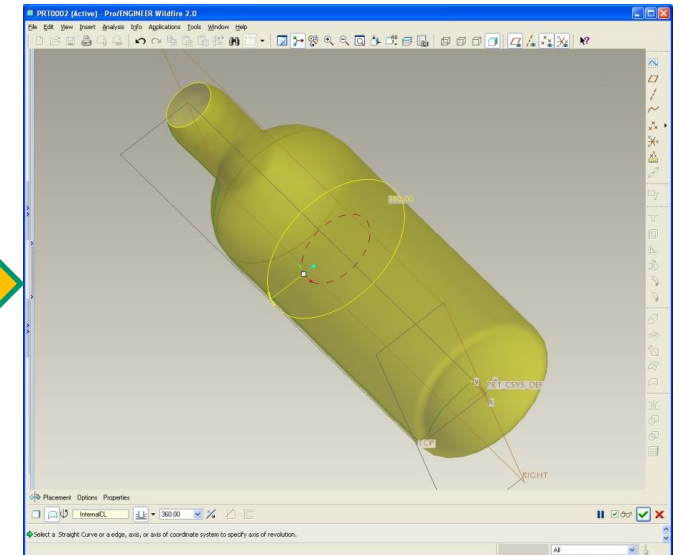 PRT0002 (Active) - Pro/ENGINEER Wildfire 2.0
File Edit View Insert Analysis Info Applications Tools Window Help
360.00
PRT_CSYS_DEF
TOP
RIGHT
Placement Options Properties
InternalCL 360.00
Select a Straight Curve or a edge, axis, or axis of coordinate system to specify axis of revolution.
All